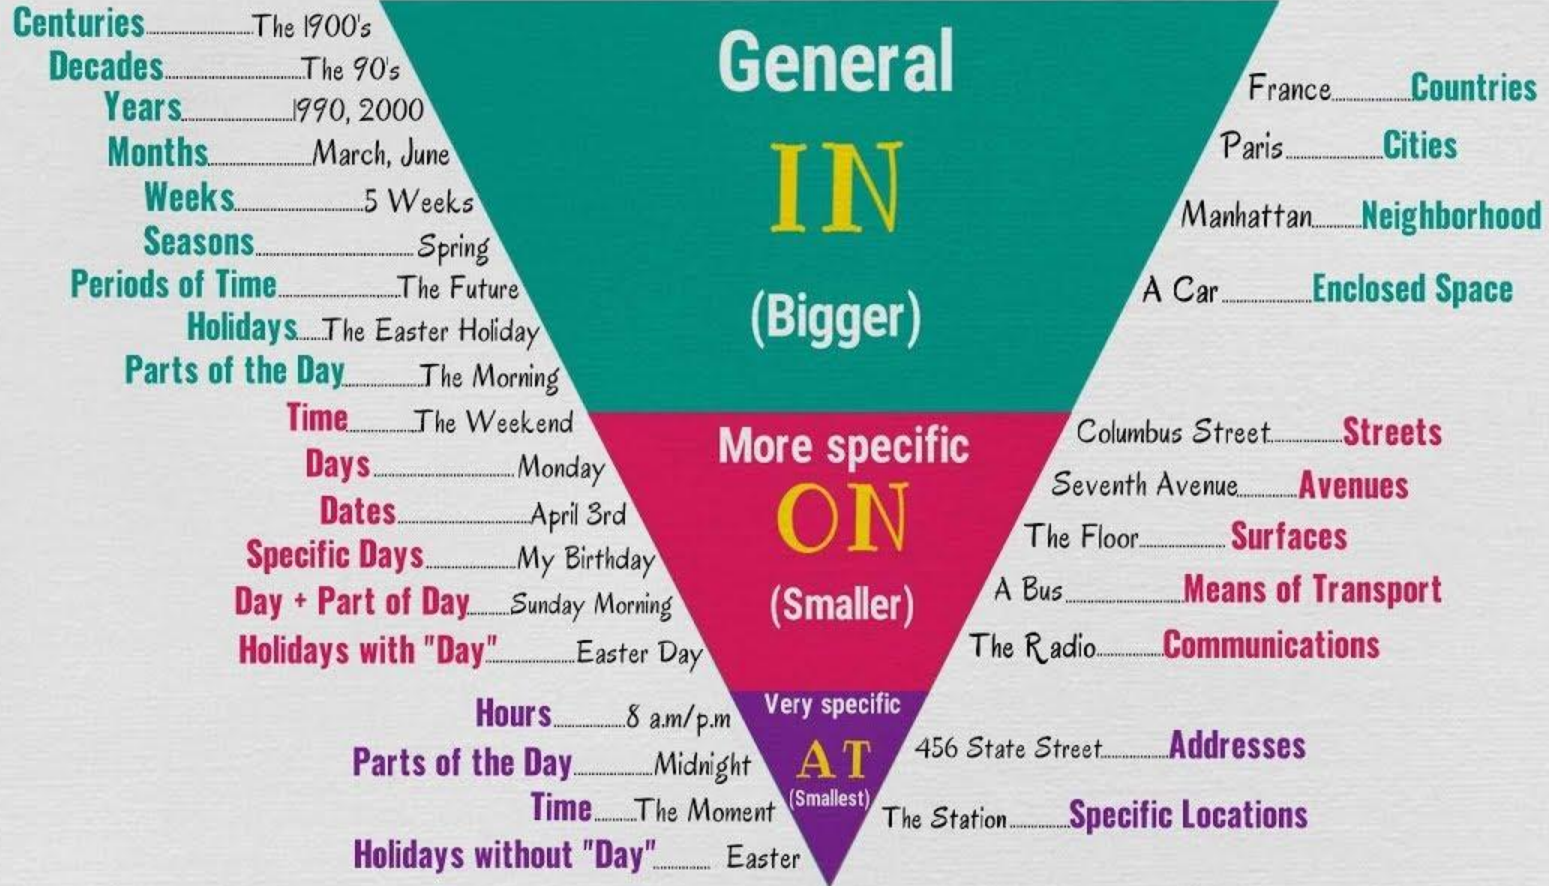 Centuries The 1900's
Decades The 90's
Years 1990, 2000
Months March, June
Weeks 5 Weeks
Seasons Spring
Periods of Time The Future
Holidays The Easter Holiday
Parts of the Day The Morning
General
IN
(Bigger)
France Countries
Paris Cities
Manhattan Neighborhood
A Car Enclosed Space
Time The Weekend
Days Monday
Dates April 3rd
Specific Days My Birthday
Day + Part of Day Sunday Morning
Holidays with "Day" Easter Day
More specific
ON
(Smaller)
Columbus Street Streets
Seventh Avenue Avenues
The Floor Surfaces
A Bus Means of Transport
The Radio Communications
Hours 8 a.m/p.m
Parts of the Day Midnight
Time The Moment
Holidays without "Day" Easter
Very specific
AT
(Smallest)
456 State Street Addresses
The Station Specific Locations